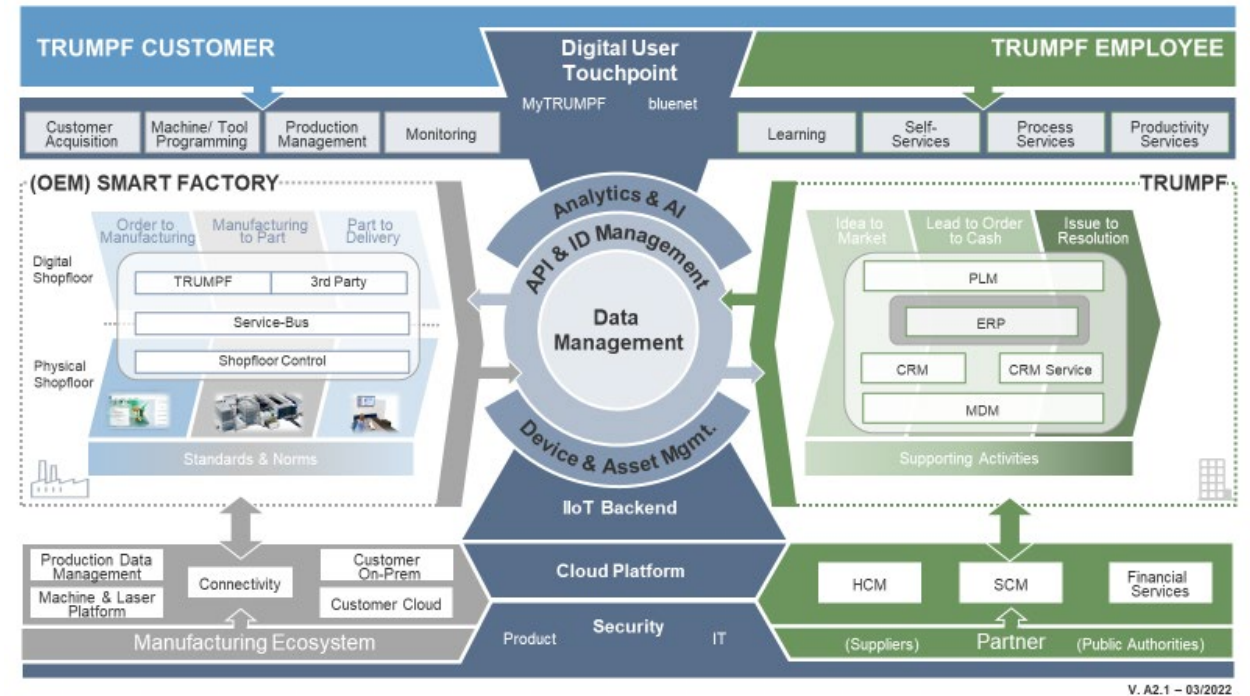 TRUMPF CUSTOMER
Digital User
Touchpoint
TRUMPF EMPLOYEE
MyTRUMPF
bluenet
Customer
Acquisition
Machine/ Tool
Programming
Production
Management
Monitoring
Learning
Self-
Services
Process
Services
Productivity
Services
(OEM) SMART FACTORY
TRUMPF
Order to
Manufacturing
Manufacturing
to Part
Part to
Delivery
Digital
Shopfloor
TRUMPF
3rd Party
Service-Bus
Physical
Shopfloor
Shopfloor Control
Standards & Norms
Analytics & AI
API & ID Management
Data
Management
Device & Asset Mgmt.
IIoT Backend
Idea to
Market
Lead to Order
to Cash
Issue to
Resolution
PLM
ERP
CRM
CRM Service
MDM
Supporting Activities
Production Data
Management
Machine & Laser
Platform
Connectivity
Customer
On-Prem
Customer Cloud
Manufacturing Ecosystem
Cloud Platform
Security
Product
IT
HCM
SCM
Financial
Services
(Suppliers)
Partner
(Public Authorities)
V. A2.1 – 03/2022